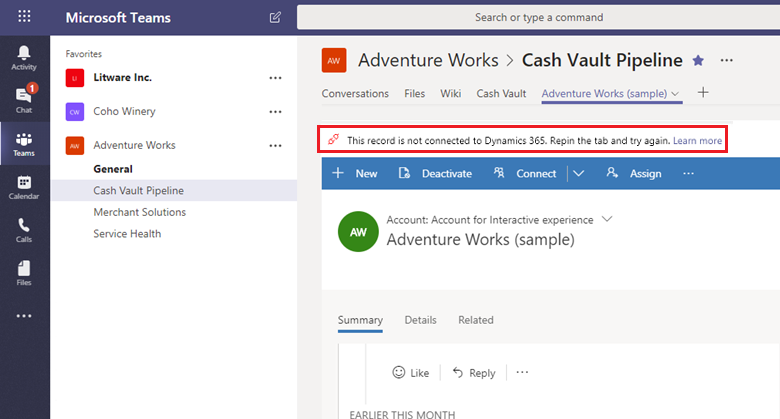 Microsoft Teams
Search or type a command
Activity
1
Chat
Teams
Calendar
Calls
Files
Favorites
LI Litware Inc.
CW Coho Winery
AW Adventure Works
General
Cash Vault Pipeline
Merchant Solutions
Service Health
AW Adventure Works > Cash Vault Pipeline
Conversations Files Wiki Cash Vault Adventure Works (sample)
This record is not connected to Dynamics 365. Repin the tab and try again. Learn more
New Deactivate Connect Assign
AW
Account: Account for Interactive experience
Adventure Works (sample)
Summary Details Related
Like Reply
EARLIER THIS MONTH